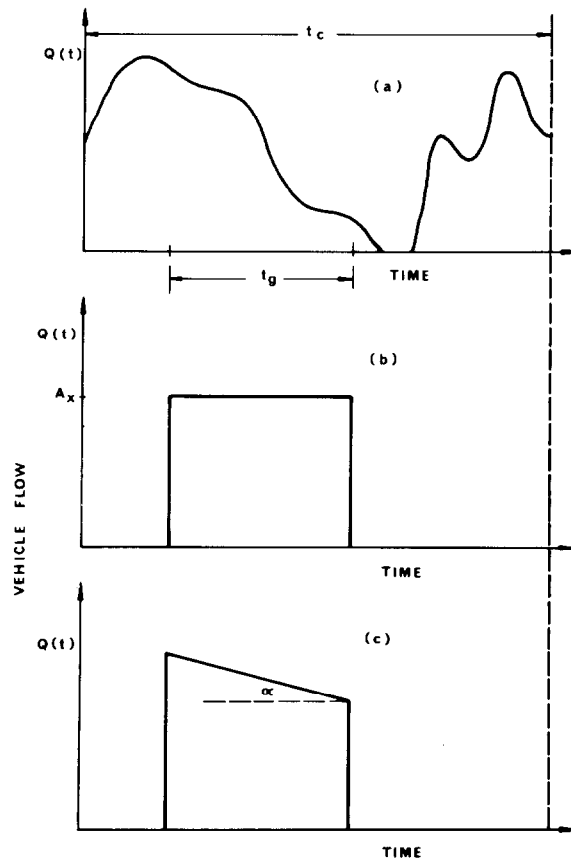 t_c
Q(t)
(a)
t_g
TIME
Q(t)
(b)
A_x
TIME
VEHICLE FLOW
Q(t)
(c)
α
TIME